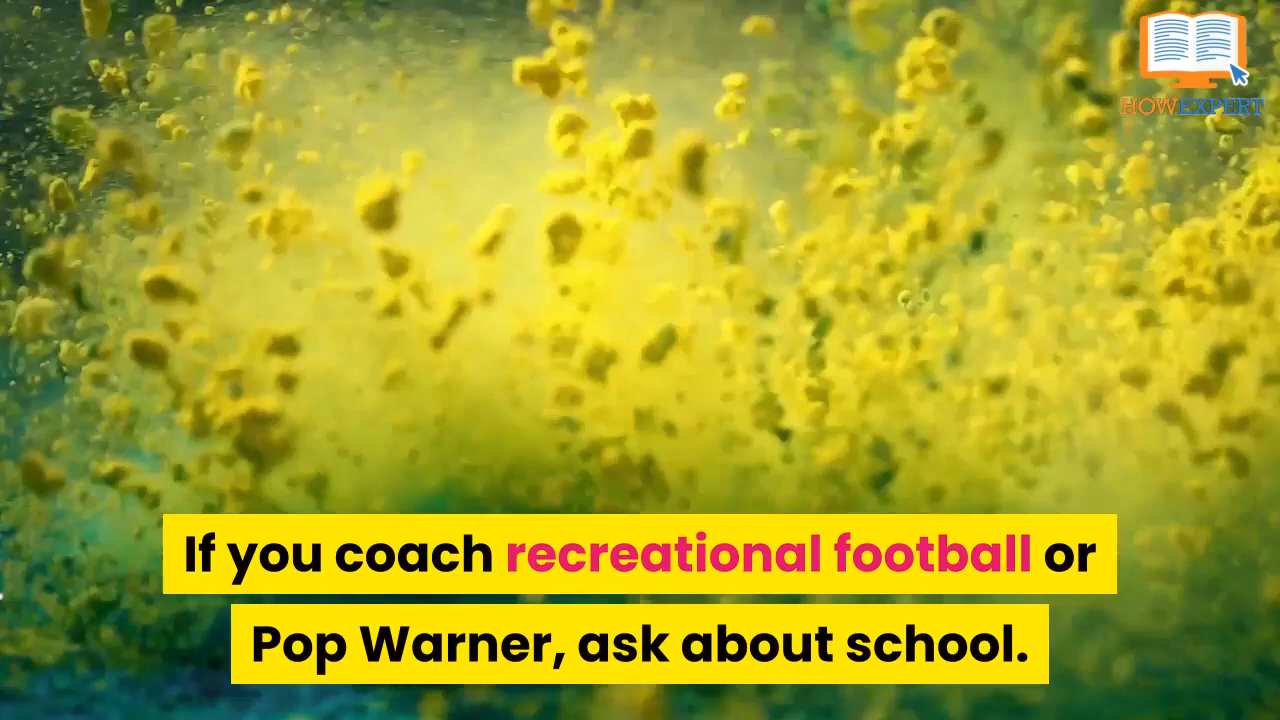 HOWEXPERT
If you coach recreational football or
Pop Warner, ask about school.